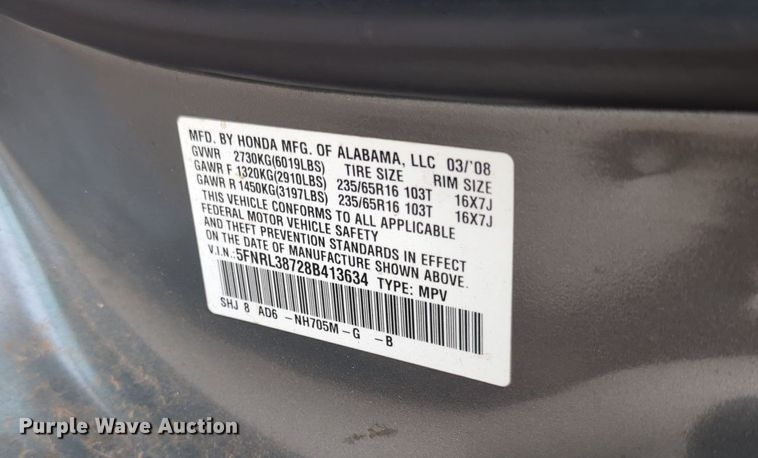 MFD. BY HONDA MFG. OF ALABAMA, LLC 03/'08
GVWR 2730KG(6019LBS) TIRE SIZE RIM SIZE
GAWR F 1320KG(2910LBS) 235/65R16 103T 16X7J
GAWR R 1450KG(3197LBS) 235/65R16 103T 16X7J
THIS VEHICLE CONFORMS TO ALL APPLICABLE
FEDERAL MOTOR VEHICLE SAFETY
AND THEFT PREVENTION STANDARDS IN EFFECT
ON THE DATE OF MANUFACTURE SHOWN ABOVE.
V.I.N.:5FNRL38728B413634 TYPE: MPV
SHJ 8 AD6 -NH705M-G -B
Purple Wave Auction